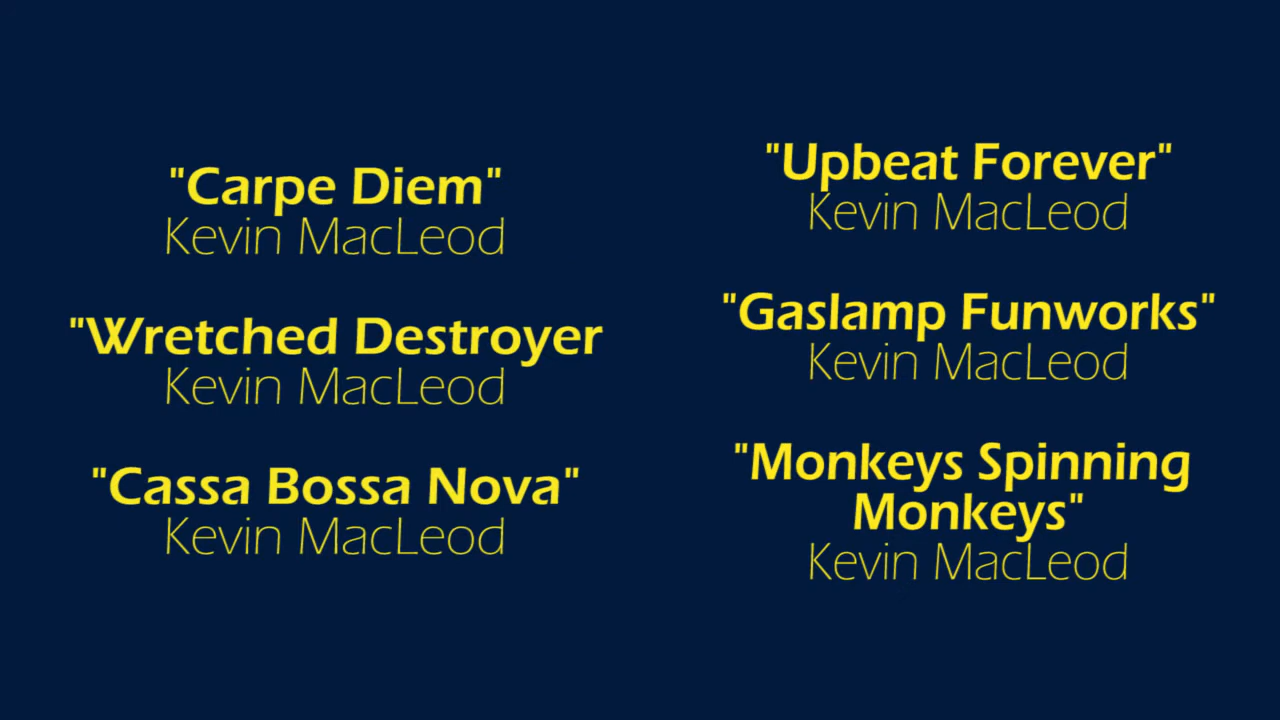 "Carpe Diem"
Kevin MacLeod
"Wretched Destroyer
Kevin MacLeod
"Cassa Bossa Nova"
Kevin MacLeod
"Upbeat Forever"
Kevin MacLeod
"Gaslamp Funworks"
Kevin MacLeod
"Monkeys Spinning
Monkeys"
Kevin MacLeod